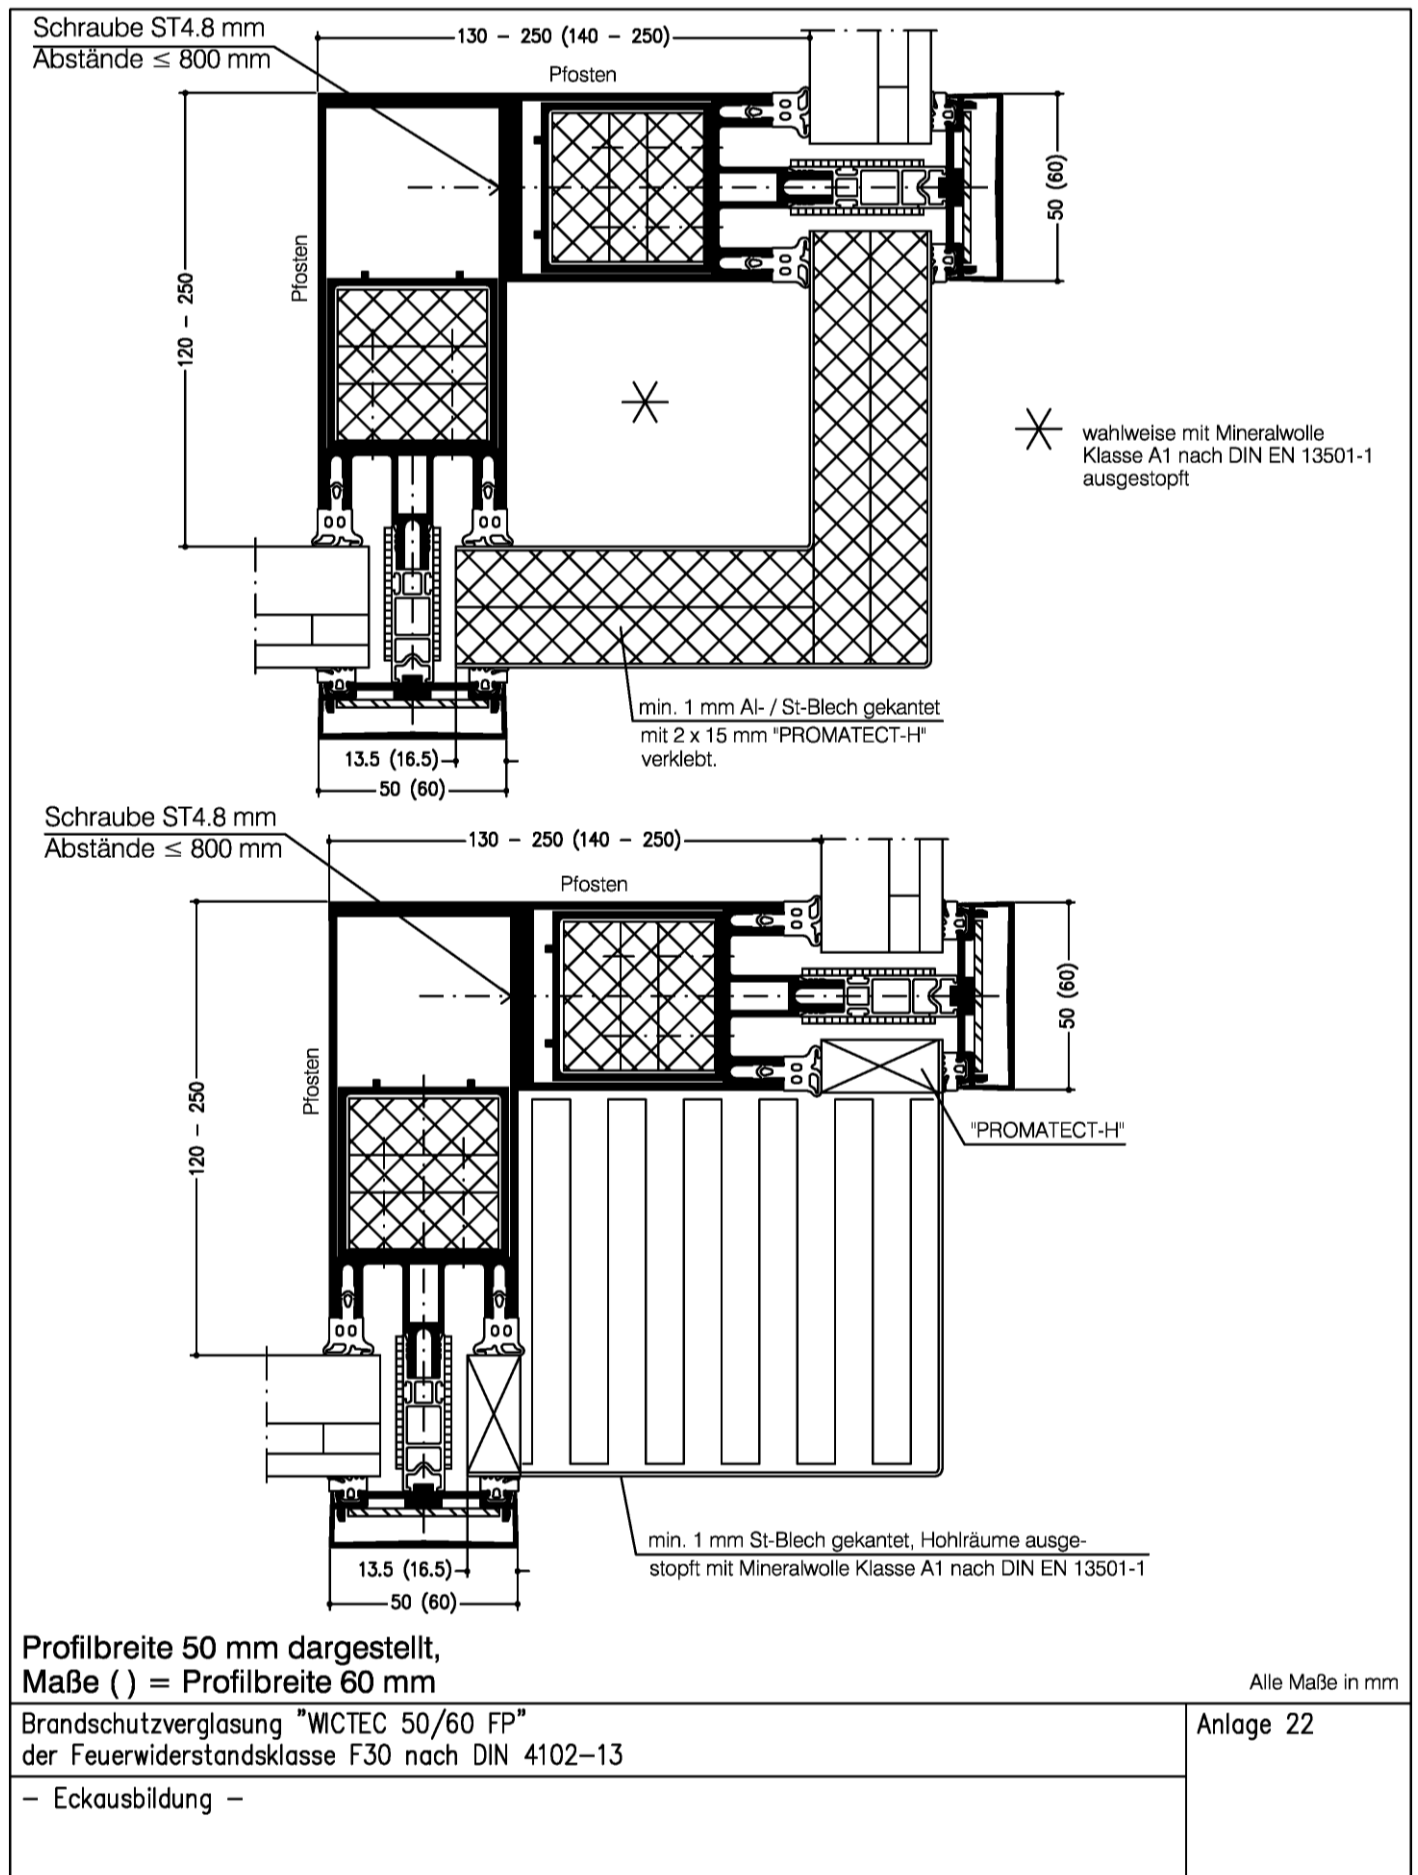 Schraube ST4.8 mm
Abstände ≤ 800 mm
130 – 250 (140 – 250)
Pfosten
50 (60)
Pfosten
120 – 250
wahlweise mit Mineralwolle
Klasse A1 nach DIN EN 13501-1
ausgestopft
min. 1 mm Al- / St-Blech gekantet
mit 2 x 15 mm "PROMATECT-H"
verklebt.
13.5 (16.5)
50 (60)
Schraube ST4.8 mm
Abstände ≤ 800 mm
130 – 250 (140 – 250)
Pfosten
50 (60)
Pfosten
120 – 250
"PROMATECT-H"
min. 1 mm St-Blech gekantet, Hohlräume ausge-
stopft mit Mineralwolle Klasse A1 nach DIN EN 13501-1
13.5 (16.5)
50 (60)
Profilbreite 50 mm dargestellt,
Maße ( ) = Profilbreite 60 mm
Alle Maße in mm
Brandschutzverglasung "WICTEC 50/60 FP"
der Feuerwiderstandsklasse F30 nach DIN 4102–13
Anlage 22
– Eckausbildung –